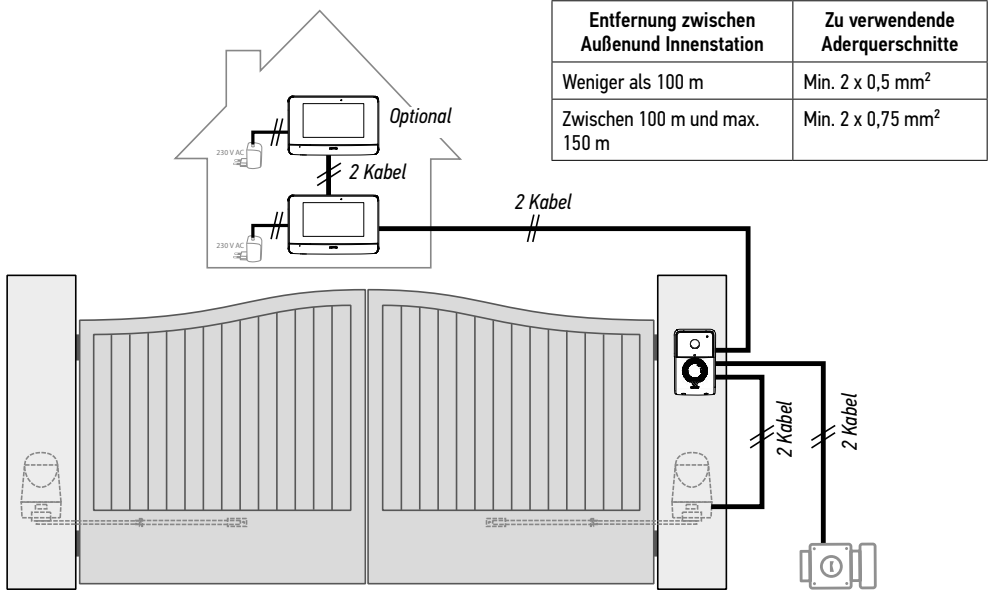 Entfernung zwischen
Außenund Innenstation
Zu verwendende
Aderquerschnitte
Weniger als 100 m
Min. 2 x 0,5 mm²
Zwischen 100 m und max.
150 m
Min. 2 x 0,75 mm²
Optional
230 V AC
2 Kabel
2 Kabel
230 V AC
2 Kabel
2 Kabel